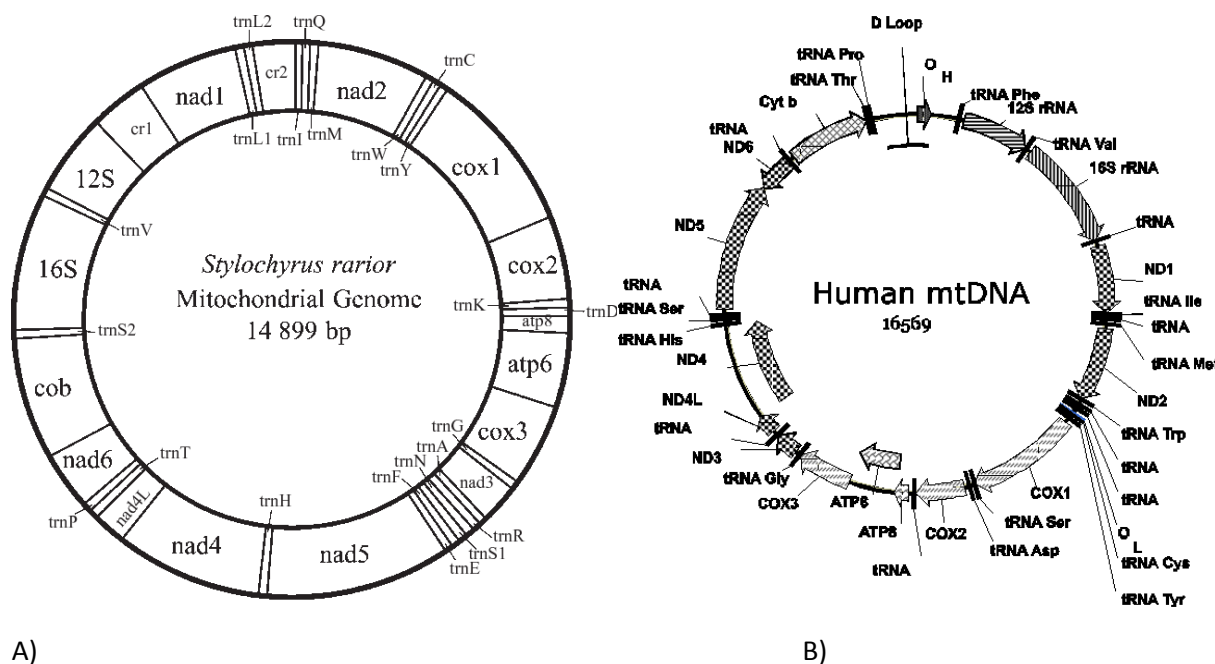 trnL2
trnQ
trnC
cr2
nad1
nad2
cr1
trnL1
trnI
trnM
trnW
trnY
12S
cox1
trnV
16S
cox2
Stylochyrus rarior
Mitochondrial Genome
14 899 bp
trnK
trnD
atp8
trnS2
atp6
cob
cox3
trnG
trnA
trnN
trnF
nad3
nad6
trnT
trnP
nad4L
trnH
trnR
trnS1
trnE
nad4
nad5
A)
D Loop
O
H
tRNA Pro
tRNA Thr
Cyt b
tRNA
ND6
tRNA Phe
12S rRNA
tRNA Val
16S rRNA
tRNA
ND5
ND1
Human mtDNA
16569
tRNA
tRNA Ser
tRNA His
tRNA Ile
tRNA
tRNA Met
ND4
ND2
ND4L
tRNA
ND3
tRNA Gly
COX3
ATP6
ATP8
tRNA
COX2
tRNA Asp
tRNA Ser
COX1
tRNA Trp
tRNA
tRNA
O
L
tRNA Cys
tRNA Tyr
B)